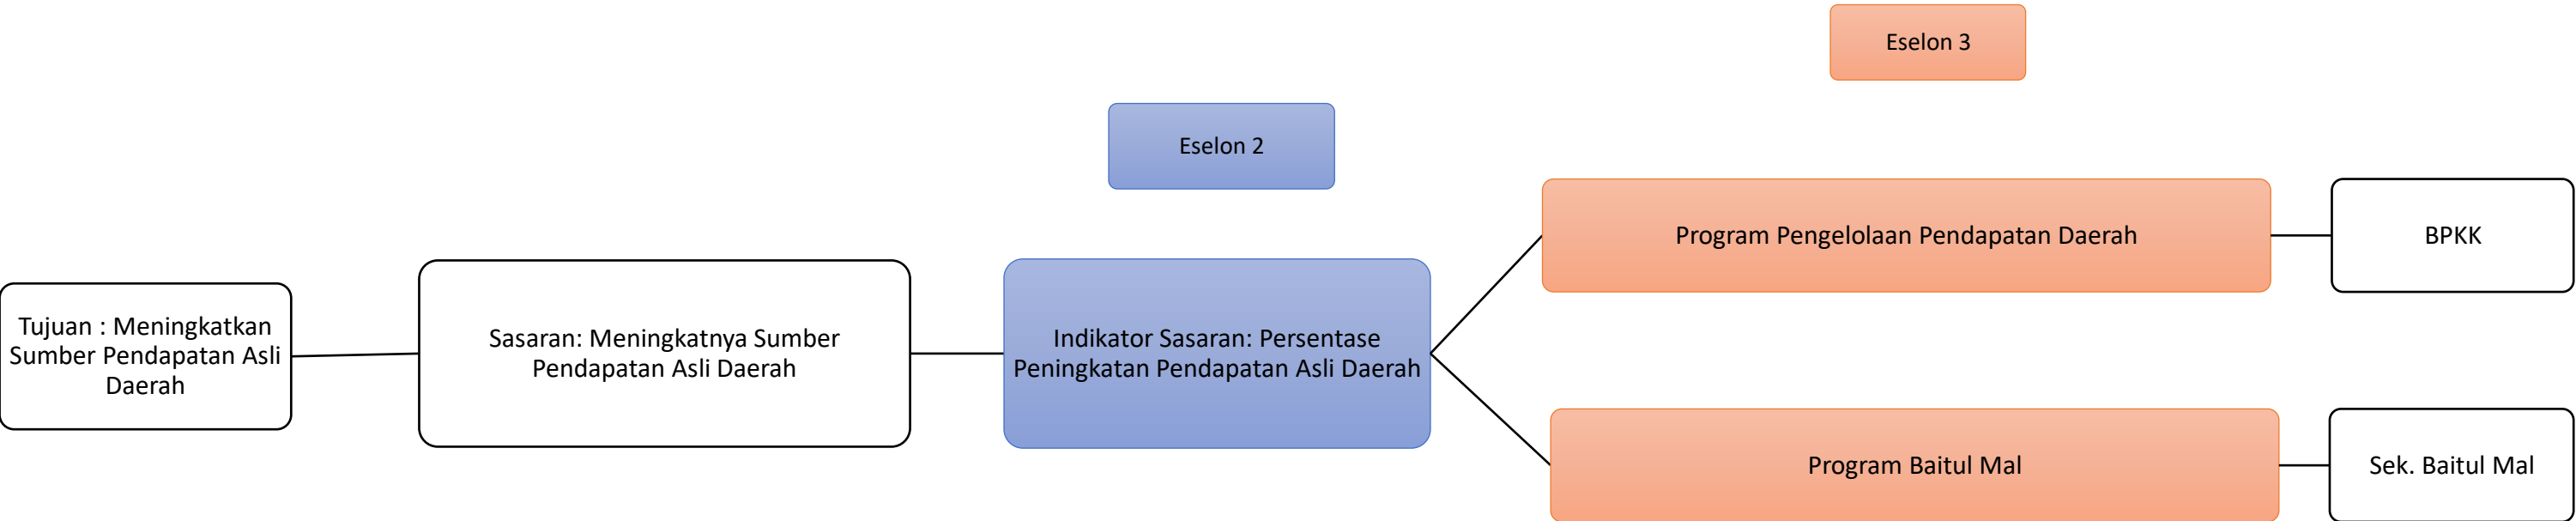 Eselon 3
Eselon 2
Program Pengelolaan Pendapatan Daerah
BPKK
Tujuan : Meningkatkan
Sumber Pendapatan Asli
Daerah
Sasaran: Meningkatnya Sumber
Pendapatan Asli Daerah
Indikator Sasaran: Persentase
Peningkatan Pendapatan Asli Daerah
Program Baitul Mal
Sek. Baitul Mal